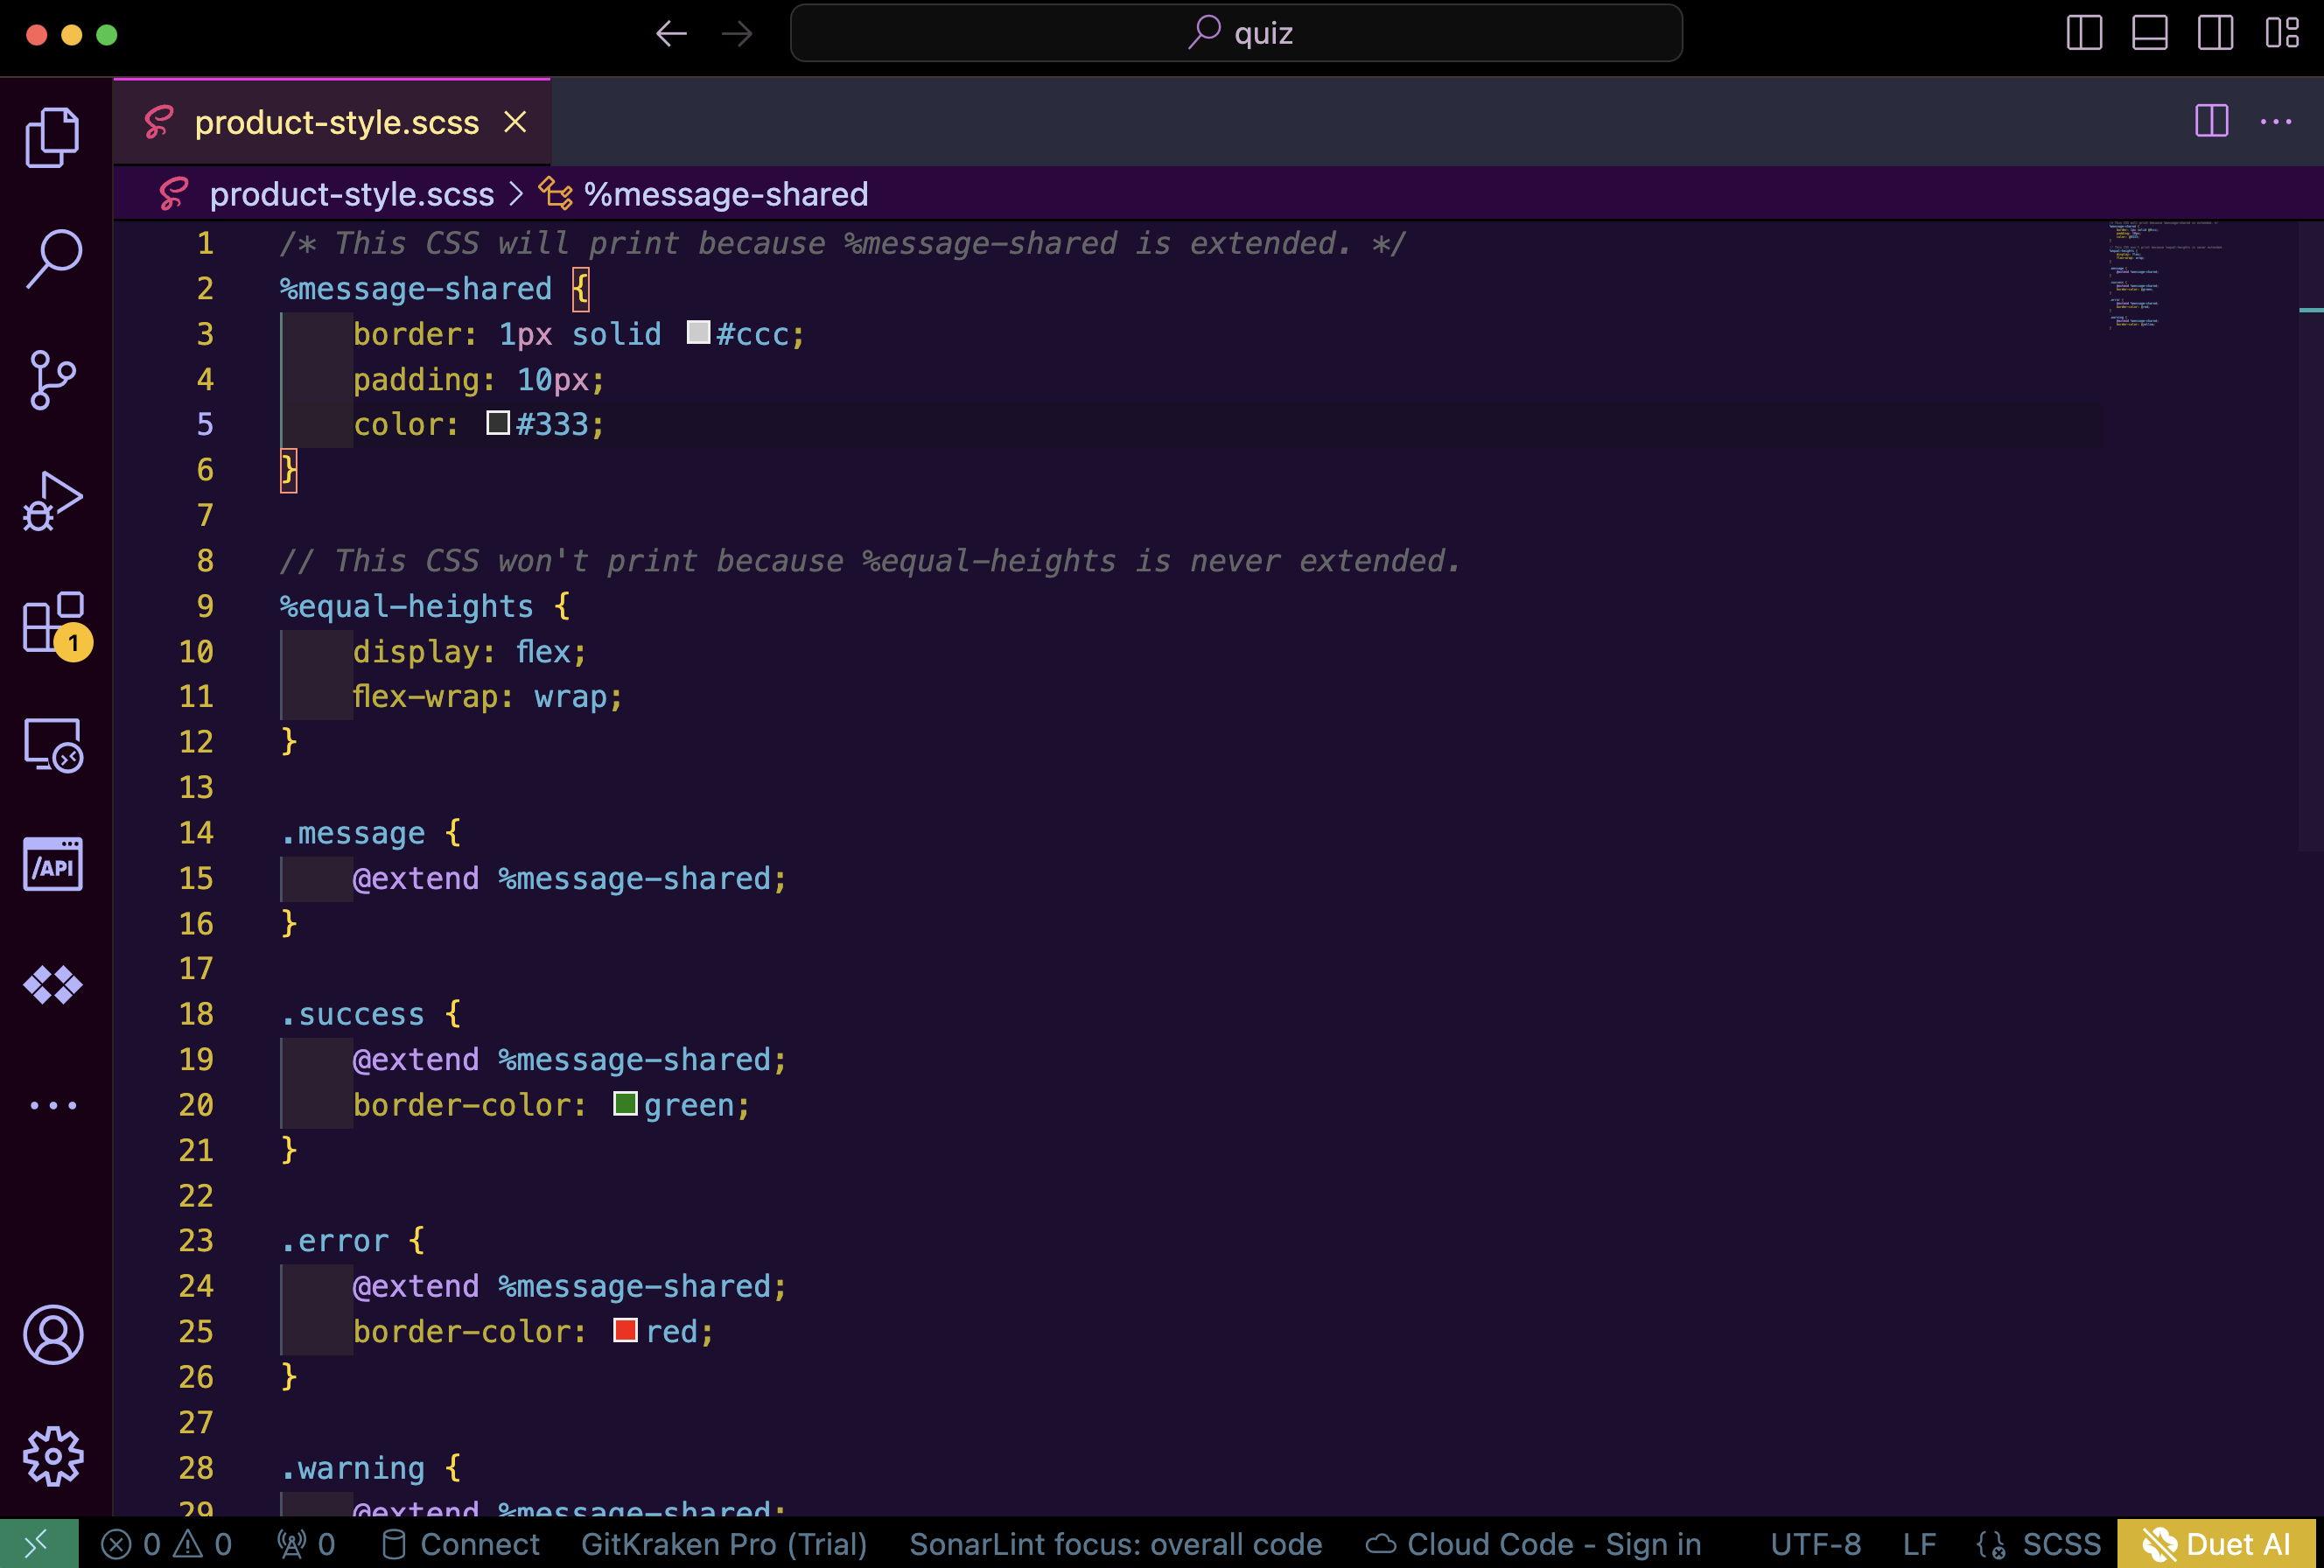 quiz
product-style.scss
product-style.scss > %message-shared
1 /* This CSS will print because %message-shared is extended. */
2 %message-shared {
3 border: 1px solid #ccc;
4 padding: 10px;
5 color: #333;
6 }
7
8 // This CSS won't print because %equal-heights is never extended.
9 %equal-heights {
10 display: flex;
11 flex-wrap: wrap;
12 }
13
14 .message {
15 @extend %message-shared;
16 }
17
18 .success {
19 @extend %message-shared;
20 border-color: green;
21 }
22
23 .error {
24 @extend %message-shared;
25 border-color: red;
26 }
27
28 .warning {
29 @extend %message-shared;
1
/API
0 0 0 Connect GitKraken Pro (Trial) SonarLint focus: overall code Cloud Code - Sign in UTF-8 LF SCSS Duet AI